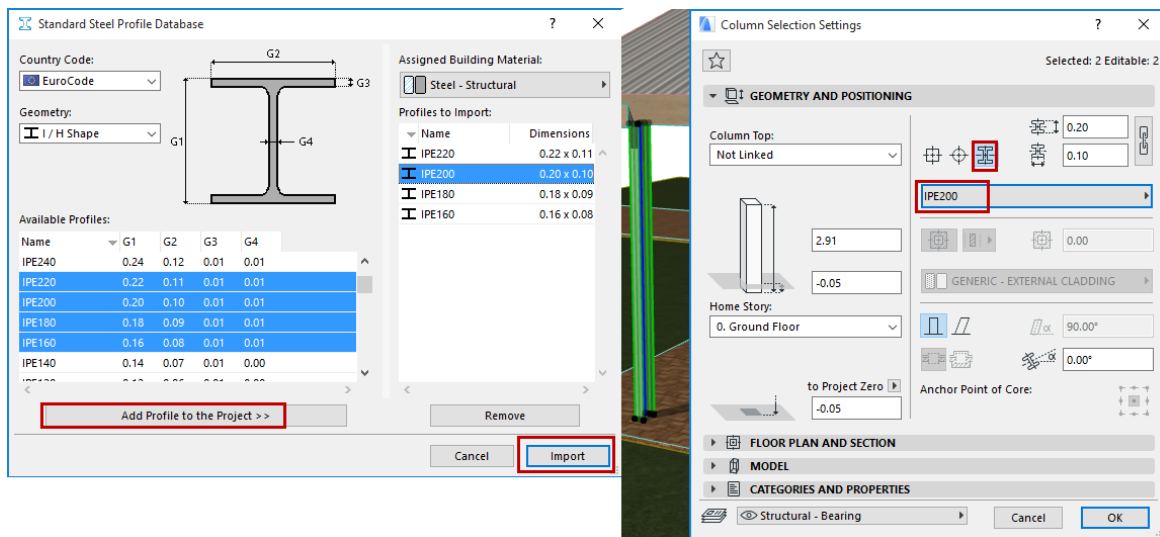 Standard Steel Profile Database
?
Country Code:
EuroCode
Geometry:
I / H Shape
G2
G3
G1
G4
Available Profiles:
Name G1 G2 G3 G4
IPE240 0.24 0.12 0.01 0.01
IPE220 0.22 0.11 0.01 0.01
IPE200 0.20 0.10 0.01 0.01
IPE180 0.18 0.09 0.01 0.01
IPE160 0.16 0.08 0.01 0.01
IPE140 0.14 0.07 0.01 0.00
Add Profile to the Project >>
Assigned Building Material:
Steel - Structural
Profiles to Import:
Name Dimensions
IPE220 0.22 x 0.11
IPE200 0.20 x 0.10
IPE180 0.18 x 0.09
IPE160 0.16 x 0.08
Remove
Cancel Import
Column Selection Settings
?
Selected: 2 Editable: 2
GEOMETRY AND POSITIONING
Column Top:
Not Linked
2.91
-0.05
Home Story:
0. Ground Floor
to Project Zero
-0.05
0.20
0.10
IPE200
0.00
GENERIC - EXTERNAL CLADDING
α 90.00°
α 0.00°
Anchor Point of Core:
FLOOR PLAN AND SECTION
MODEL
CATEGORIES AND PROPERTIES
Structural - Bearing
Cancel OK